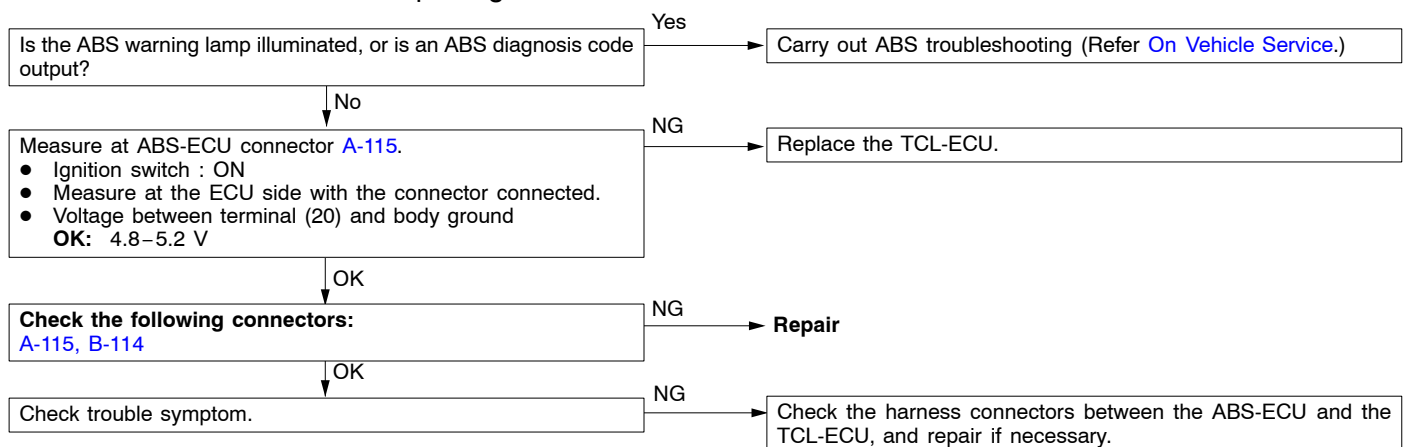 Yes
Is the ABS warning lamp illuminated, or is an ABS diagnosis code
output?
Carry out ABS troubleshooting (Refer On Vehicle Service.)
No
Measure at ABS-ECU connector A-115.
● Ignition switch : ON
● Measure at the ECU side with the connector connected.
● Voltage between terminal (20) and body ground
OK: 4.8–5.2 V
NG
Replace the TCL-ECU.
OK
Check the following connectors:
A-115, B-114
NG
Repair
OK
Check trouble symptom.
NG
Check the harness connectors between the ABS-ECU and the
TCL-ECU, and repair if necessary.